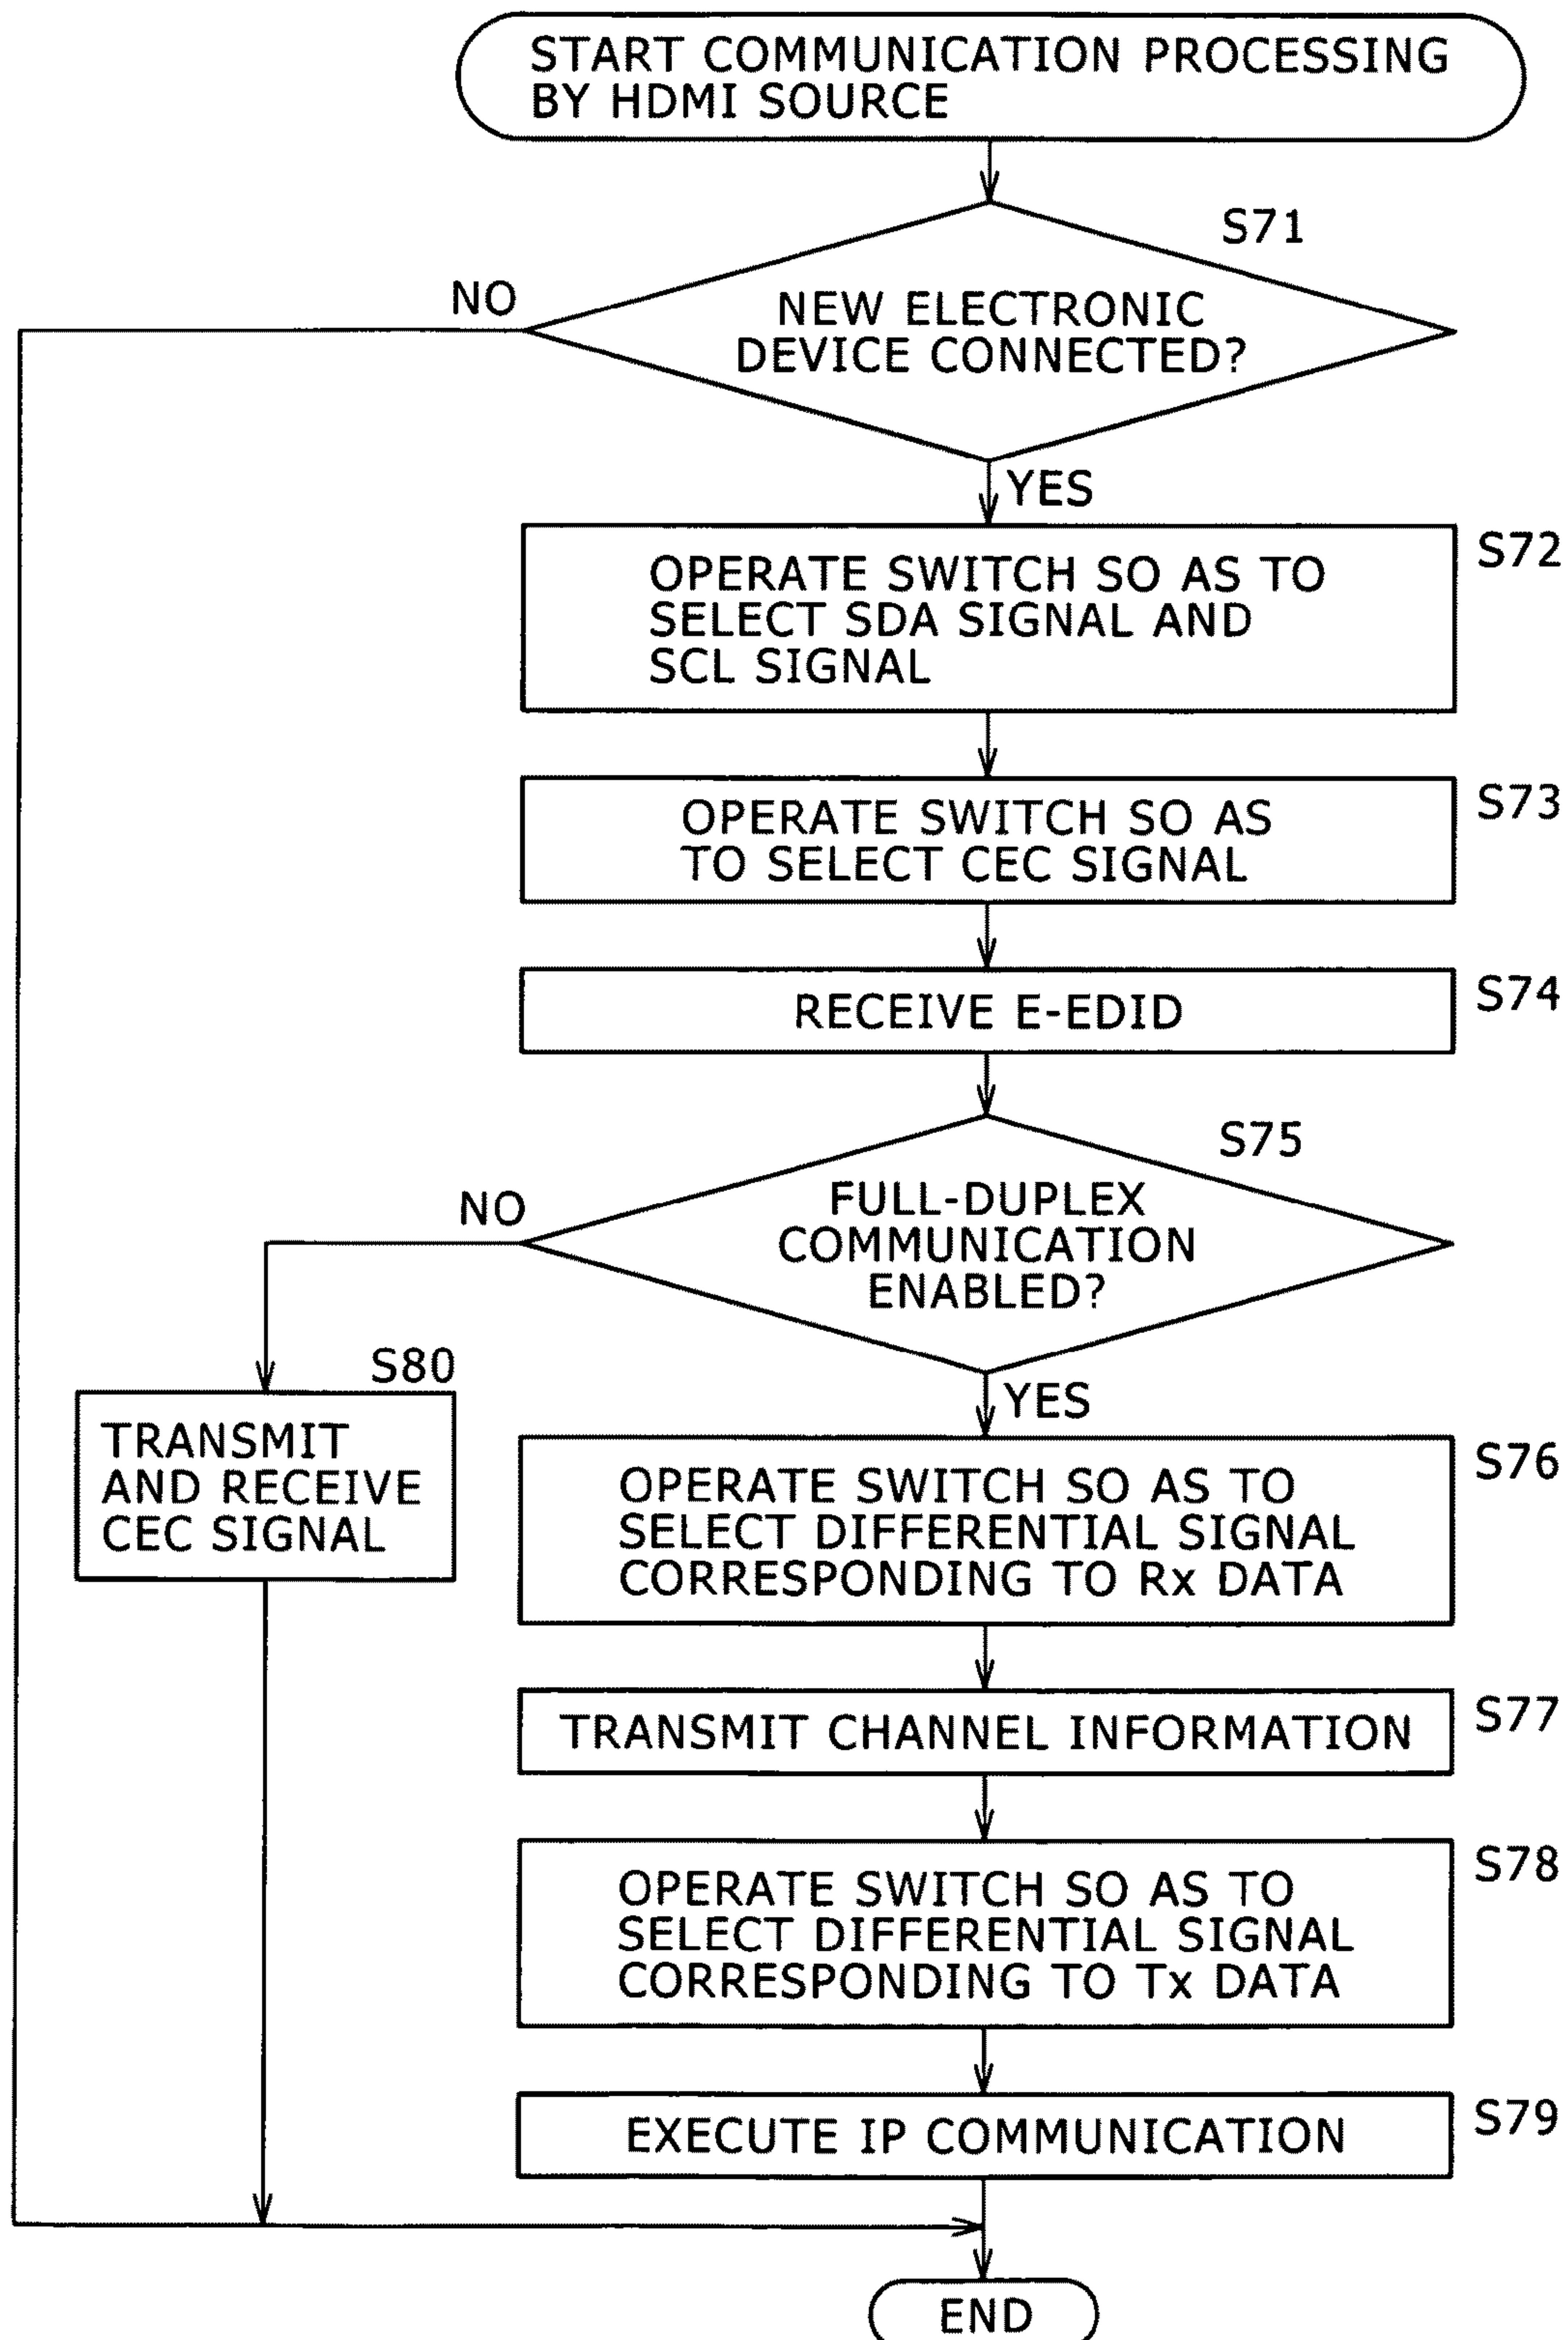 START COMMUNICATION PROCESSING
BY HDMI SOURCE
S71
NO
NEW ELECTRONIC
DEVICE CONNECTED?
YES
S72
OPERATE SWITCH SO AS TO
SELECT SDA SIGNAL AND
SCL SIGNAL
S73
OPERATE SWITCH SO AS
TO SELECT CEC SIGNAL
S74
RECEIVE E-EDID
S75
NO
FULL-DUPLEX
COMMUNICATION
ENABLED?
S80
YES
TRANSMIT
AND RECEIVE
CEC SIGNAL
S76
OPERATE SWITCH SO AS TO
SELECT DIFFERENTIAL SIGNAL
CORRESPONDING TO Rx DATA
S77
TRANSMIT CHANNEL INFORMATION
S78
OPERATE SWITCH SO AS TO
SELECT DIFFERENTIAL SIGNAL
CORRESPONDING TO Tx DATA
S79
EXECUTE IP COMMUNICATION
END